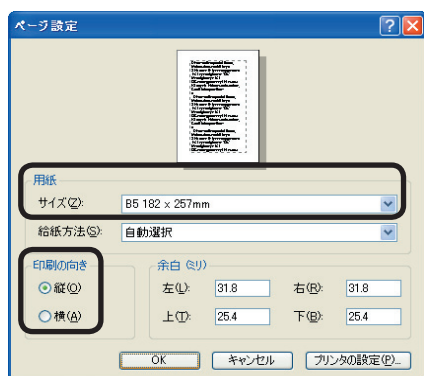 ページ設定
用紙
サイズ(Z): B5 182 x 257mm
給紙方法(S): 自動選択
印刷の向き
縦(O)
横(A)
余白 (ミリ)
左(L): 31.8 右(R): 31.8
上(T): 25.4 下(B): 25.4
OK キャンセル プリンタの設定(P)...